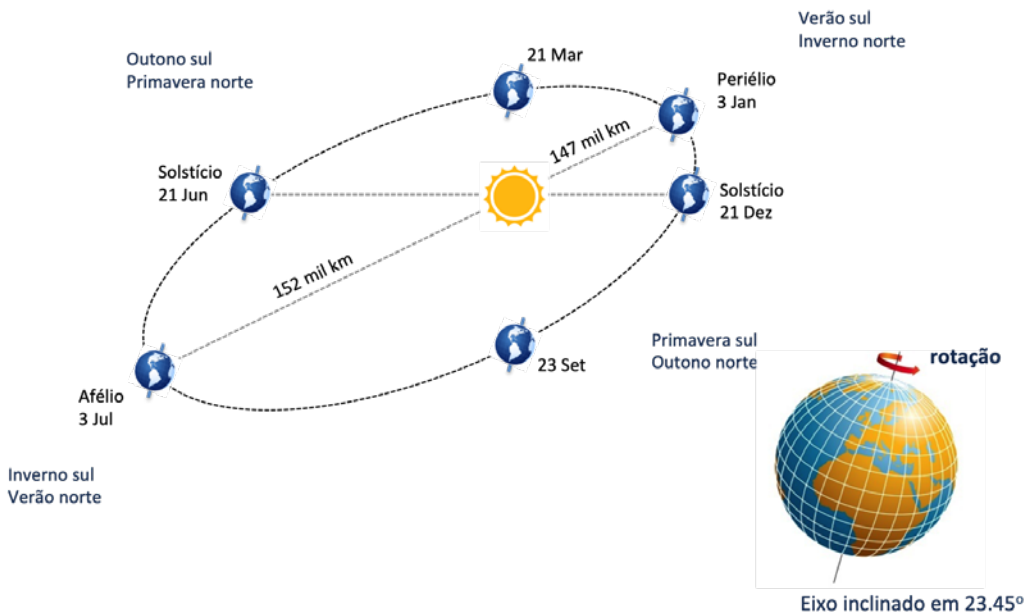 Verão sul
Inverno norte
Outono sul
Primavera norte
21 Mar
Periélio
3 Jan
147 mil km
Solstício
21 Jun
Solstício
21 Dez
152 mil km
Primavera sul
Outono norte
23 Set
rotação
Afélio
3 Jul
Inverno sul
Verão norte
Eixo inclinado em 23.45º